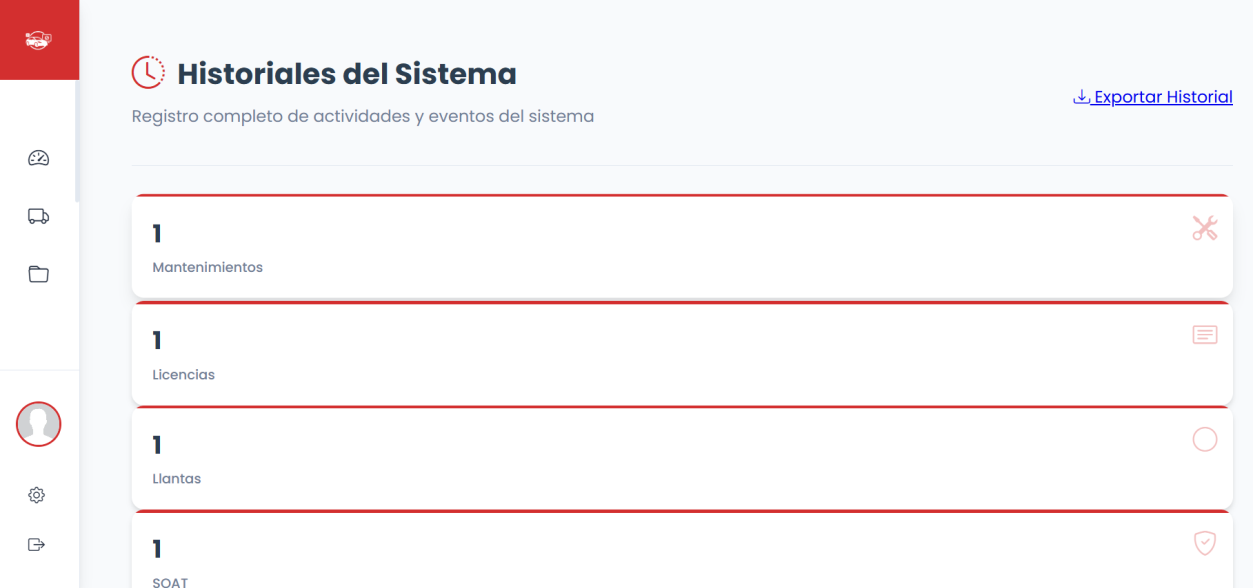 Historiales del Sistema
Registro completo de actividades y eventos del sistema
Exportar Historial
1
Mantenimientos
1
Licencias
1
Llantas
1
SOAT